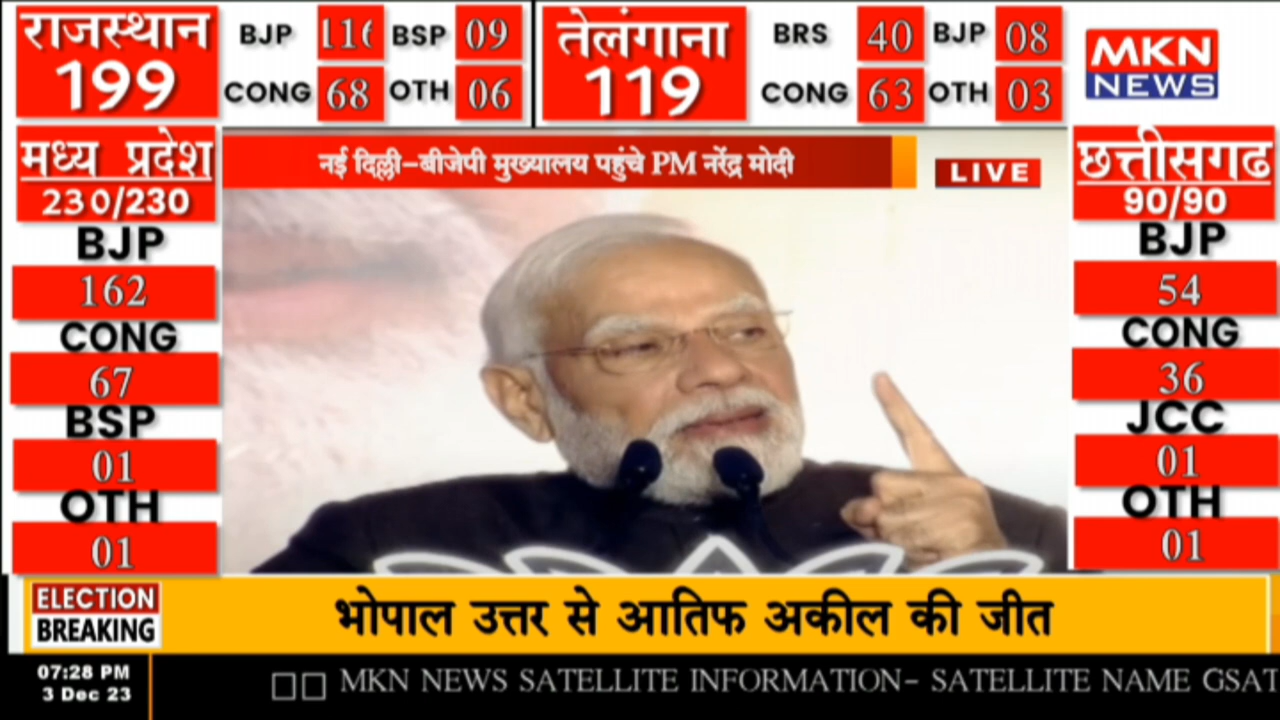 राजस्थान
199
BJP 116 BSP 09
CONG 68 OTH 06
तेलंगाना
119
BRS 40 BJP 08
CONG 63 OTH 03
MKN
NEWS
मध्य प्रदेश
230/230
BJP
162
CONG
67
BSP
01
OTH
01
नई दिल्ली-बीजेपी मुख्यालय पहुंचे PM नरेंद्र मोदी
LIVE
छत्तीसगढ
90/90
BJP
54
CONG
36
JCC
01
OTH
01
ELECTION
BREAKING
भोपाल उत्तर से आतिफ अकील की जीत
07:28 PM
3 Dec 23
MKN NEWS SATELLITE INFORMATION- SATELLITE NAME GSAT